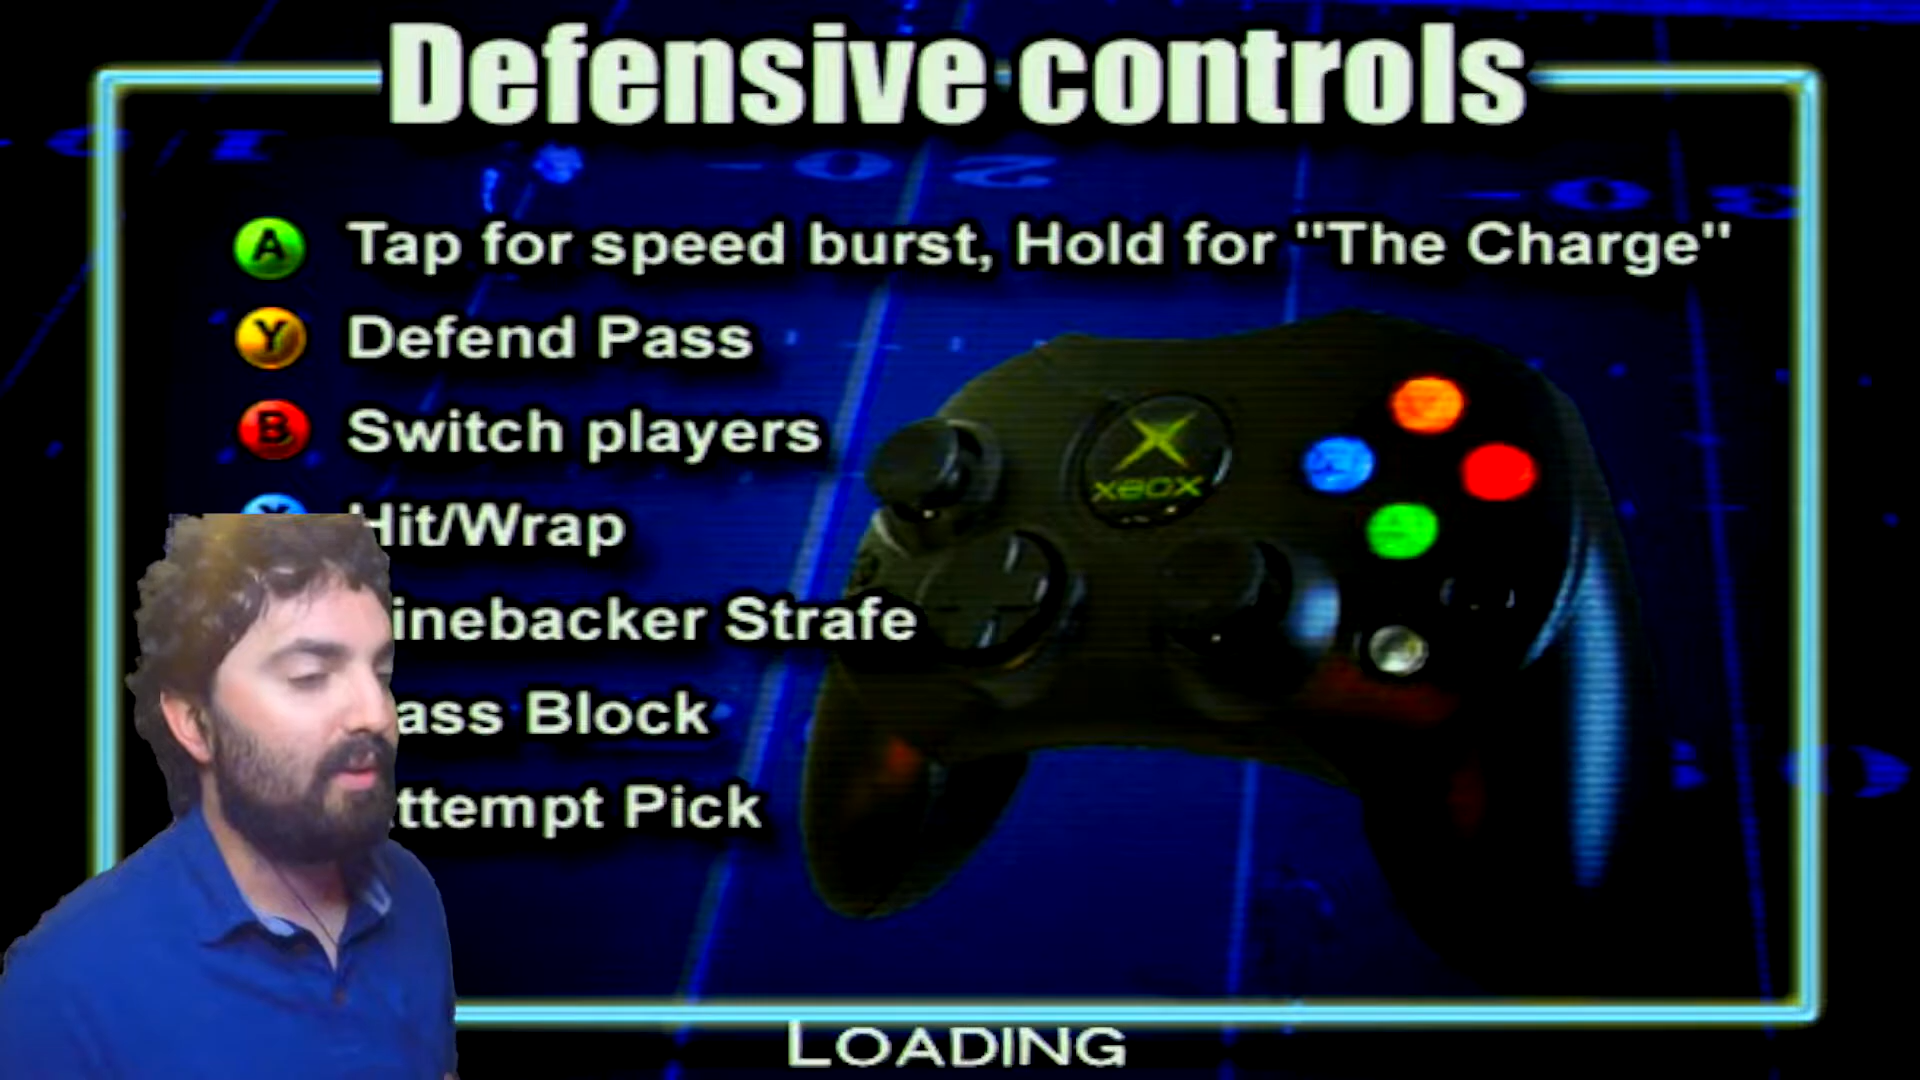 Defensive controls
A Tap for speed burst, Hold for "The Charge"
Y Defend Pass
B Switch players
X Hit/Wrap
inebacker Strafe
ass Block
ttempt Pick
XBOX
LOADING